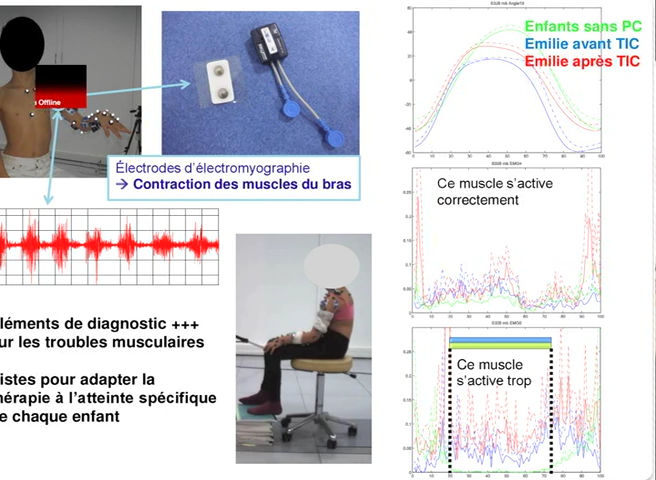 Offline
Électrodes d'électromyographie
→ Contraction des muscles du bras
léments de diagnostic +++
ur les troubles musculaires
istes pour adapter la
hérapie à l'atteinte spécifique
e chaque enfant
Enfants sans PC
Emilie avant TIC
Emilie après TIC
Ce muscle s'active
correctement
Ce muscle
s'active trop